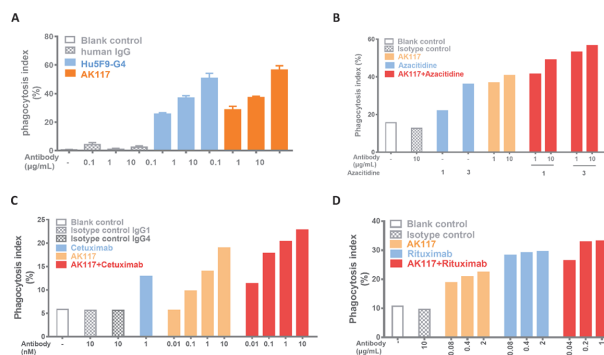 A
Blank control
human IgG
Hu5F9-G4
AK117
phagocytosis index
(%)
80
60
40
20
0
Antibody
(μg/mL)
- 0.1 1 10 0.1 1 10 0.1 1 10
B
Blank control
Isotype control
AK117
Azacitidine
AK117+Azacitidine
Phagocytosis index
(%)
60
40
20
0
Antibody
(μg/mL)
- 10 - - 1 10 1 10 1 10
Azacitidine
1 3 1 3
C
Blank control
Isotype control IgG1
Isotype control IgG4
Cetuximab
AK117
AK117+Cetuximab
Phagocytosis index
(%)
25
20
15
10
5
0
Antibody
(nM)
- 10 10 1 0.01 0.1 1 10 0.01 0.1 1 10
D
Blank control
Isotype control
AK117
Rituximab
AK117+Rituximab
Phagocytosis index
(%)
40
30
20
10
0
Antibody
(μg/mL)
- 10 0.08 0.4 2 0.08 0.4 2 0.04 0.2 1